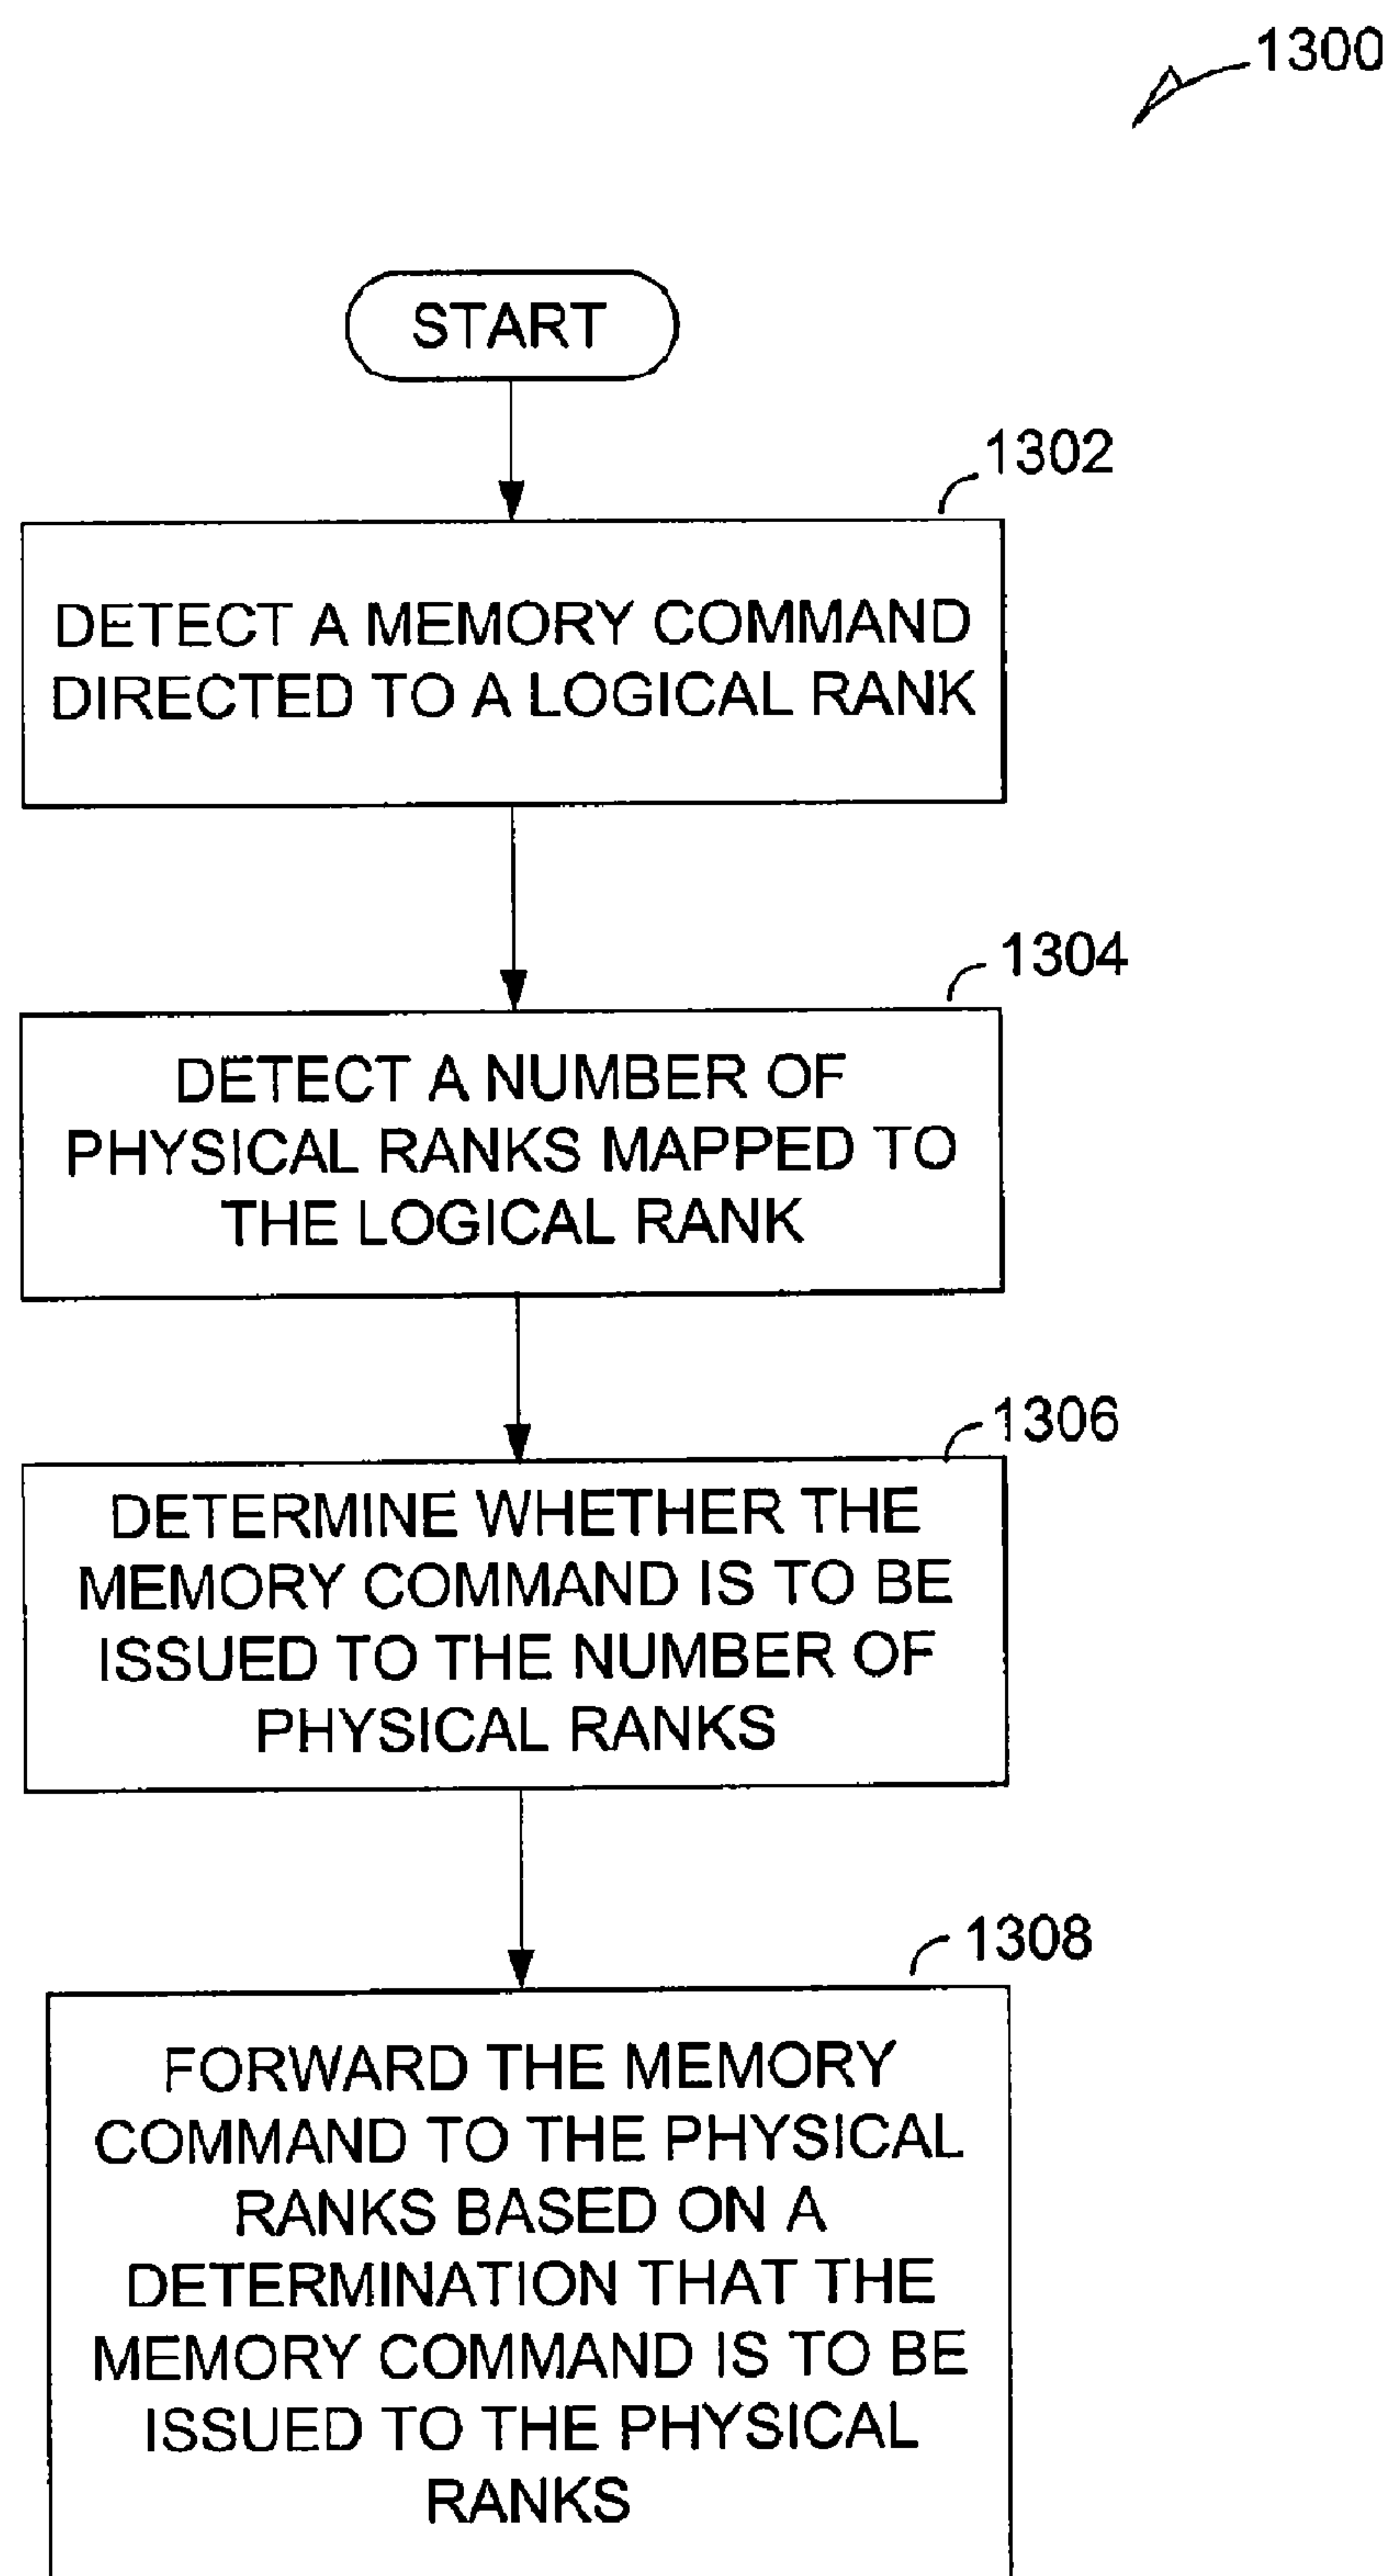 1300
START
1302
DETECT A MEMORY COMMAND
DIRECTED TO A LOGICAL RANK
1304
DETECT A NUMBER OF
PHYSICAL RANKS MAPPED TO
THE LOGICAL RANK
1306
DETERMINE WHETHER THE
MEMORY COMMAND IS TO BE
ISSUED TO THE NUMBER OF
PHYSICAL RANKS
1308
FORWARD THE MEMORY
COMMAND TO THE PHYSICAL
RANKS BASED ON A
DETERMINATION THAT THE
MEMORY COMMAND IS TO BE
ISSUED TO THE PHYSICAL
RANKS